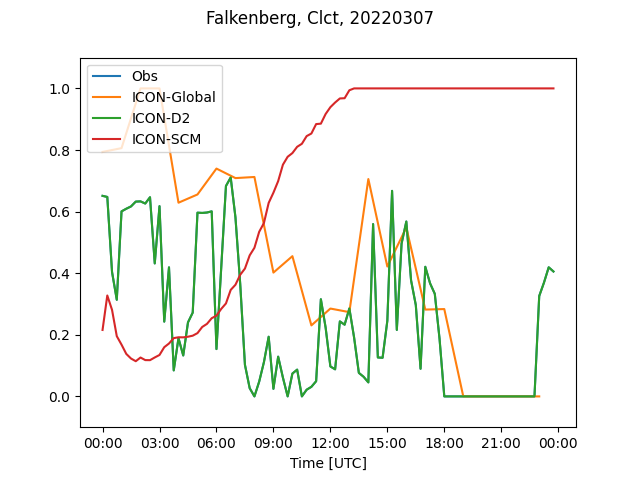 Falkenberg, Clct, 20220307
Obs
ICON-Global
ICON-D2
ICON-SCM
1.0
0.8
0.6
0.4
0.2
0.0
00:00 03:00 06:00 09:00 12:00 15:00 18:00 21:00 00:00
Time [UTC]